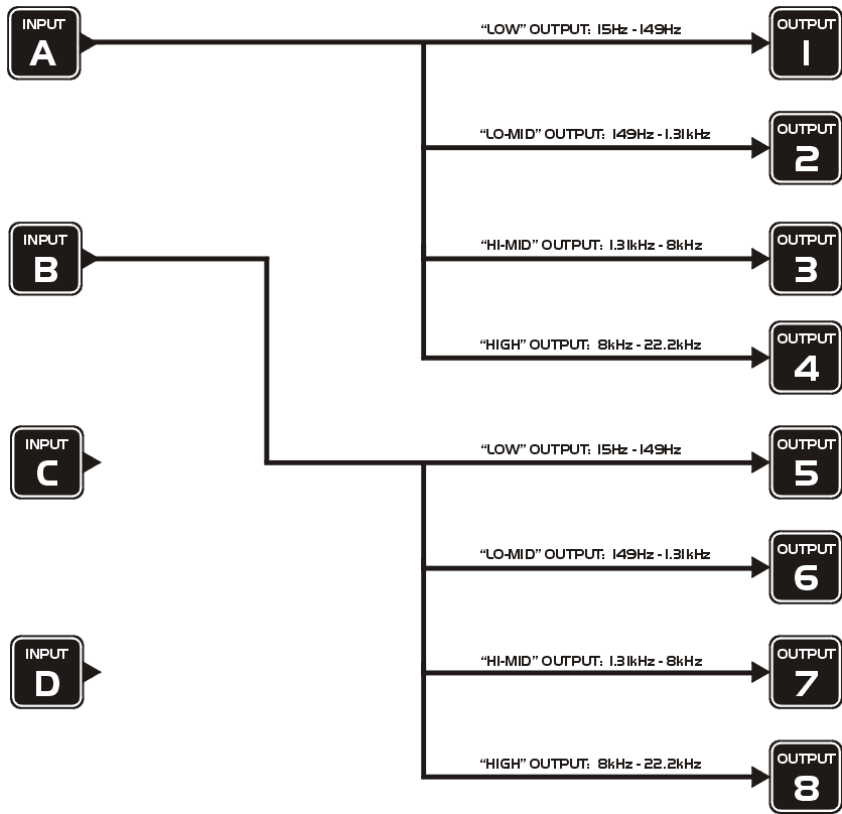 INPUT
A
"LOW" OUTPUT: 15Hz - 149Hz
OUTPUT
1
"LO-MID" OUTPUT: 149Hz - 1.31kHz
OUTPUT
2
INPUT
B
"HI-MID" OUTPUT: 1.31kHz - 8kHz
OUTPUT
3
"HIGH" OUTPUT: 8kHz - 22.2kHz
OUTPUT
4
INPUT
C
"LOW" OUTPUT: 15Hz - 149Hz
OUTPUT
5
"LO-MID" OUTPUT: 149Hz - 1.31kHz
OUTPUT
6
INPUT
D
"HI-MID" OUTPUT: 1.31kHz - 8kHz
OUTPUT
7
"HIGH" OUTPUT: 8kHz - 22.2kHz
OUTPUT
8